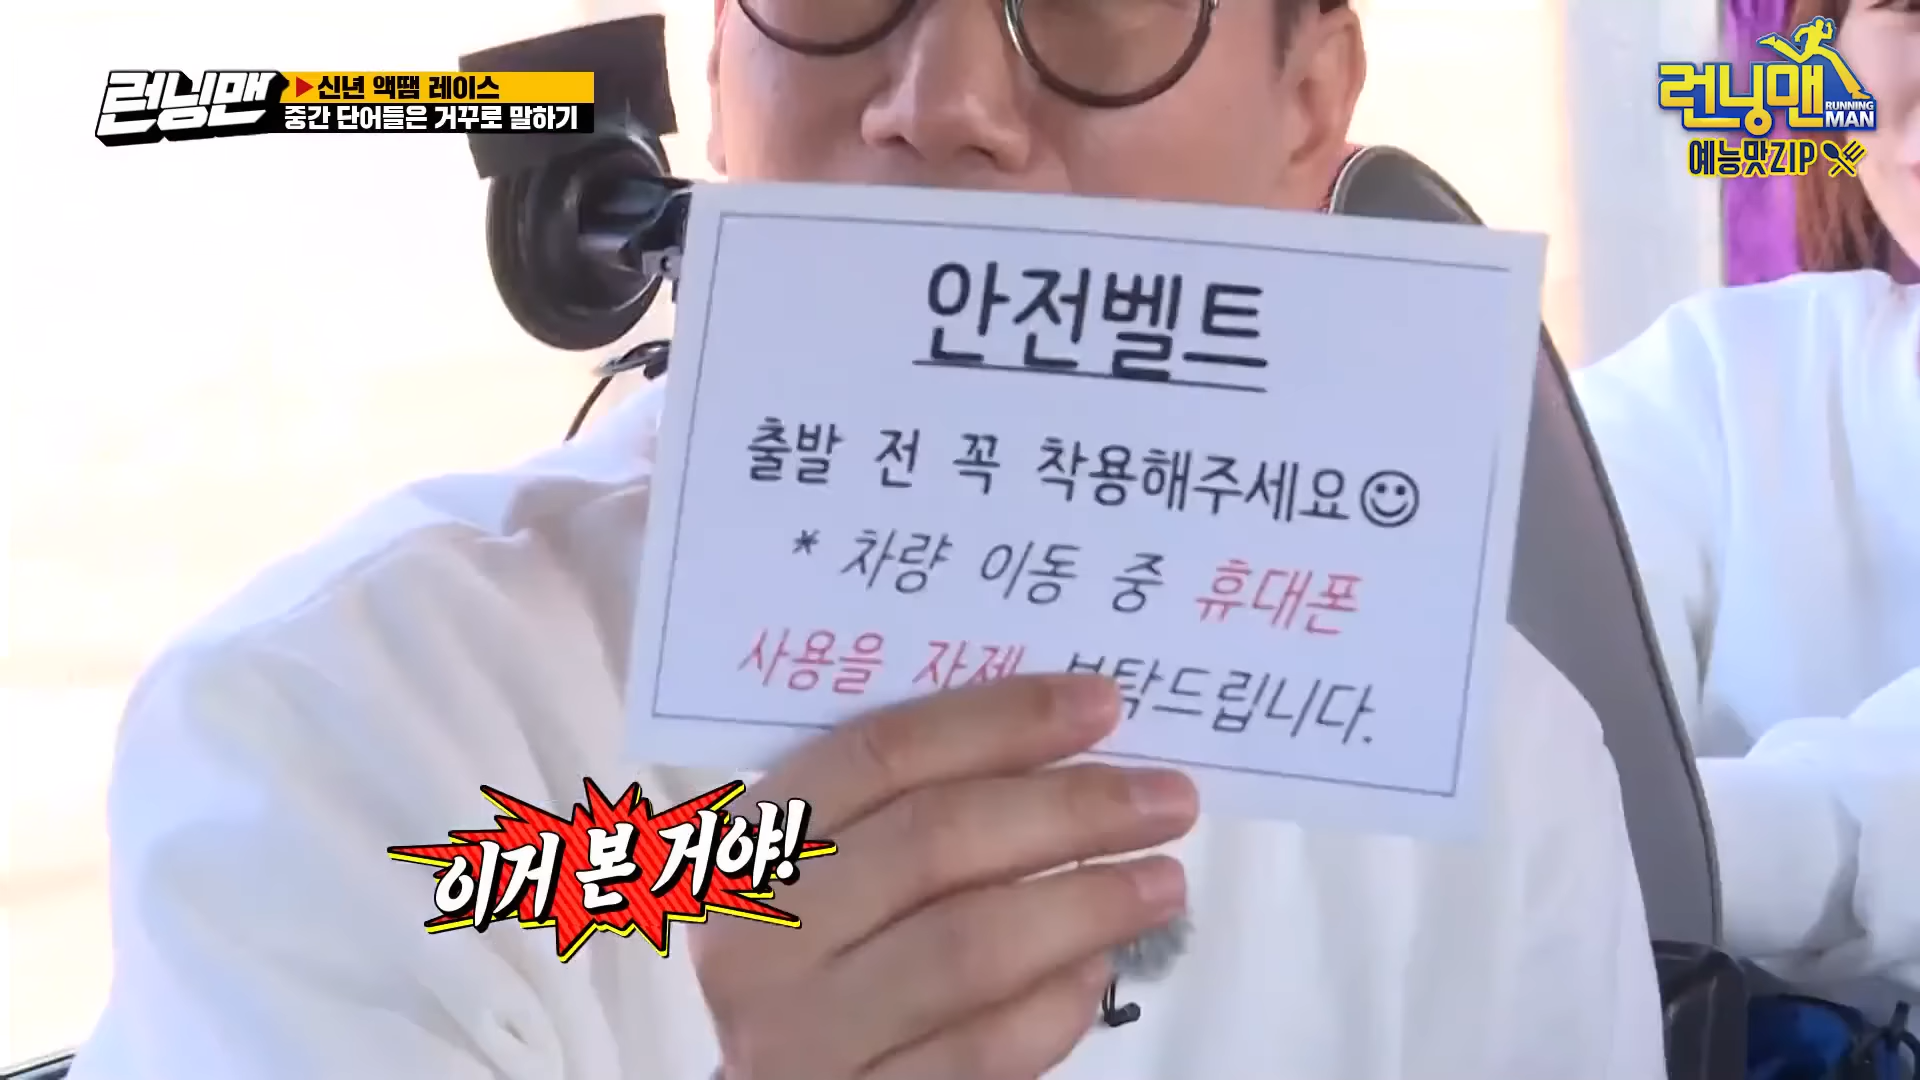 런닝맨
▶신년 액땜 레이스
중간 단어들은 거꾸로 말하기
런닝맨
RUNNING MAN
예능맛ZIP
안전벨트
출발 전 꼭 착용해주세요☺
* 차량 이동 중 휴대폰
사용을 자제 부탁드립니다.
이거 본 거야!